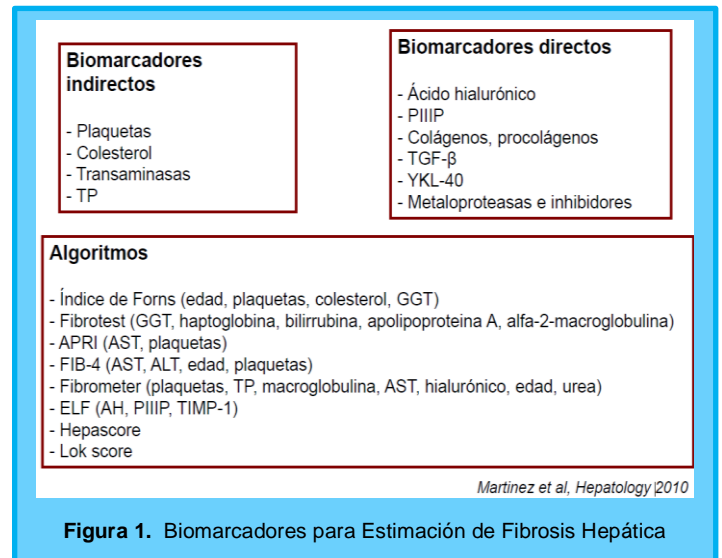 Biomarcadores
indirectos
- Plaquetas
- Colesterol
- Transaminasas
- TP
Biomarcadores directos
- Ácido hialurónico
- PIIIP
- Colágenos, procolágenos
- TGF-β
- YKL-40
- Metaloproteasas e inhibidores
Algoritmos
- Índice de Forns (edad, plaquetas, colesterol, GGT)
- Fibrotest (GGT, haptoglobina, bilirrubina, apolipoproteina A, alfa-2-macroglobulina)
- APRI (AST, plaquetas)
- FIB-4 (AST, ALT, edad, plaquetas)
- Fibrometer (plaquetas, TP, macroglobulina, AST, hialurónico, edad, urea)
- ELF (AH, PIIIP, TIMP-1)
- Hepascore
- Lok score
Martinez et al, Hepatology 2010
Figura 1. Biomarcadores para Estimación de Fibrosis Hepática